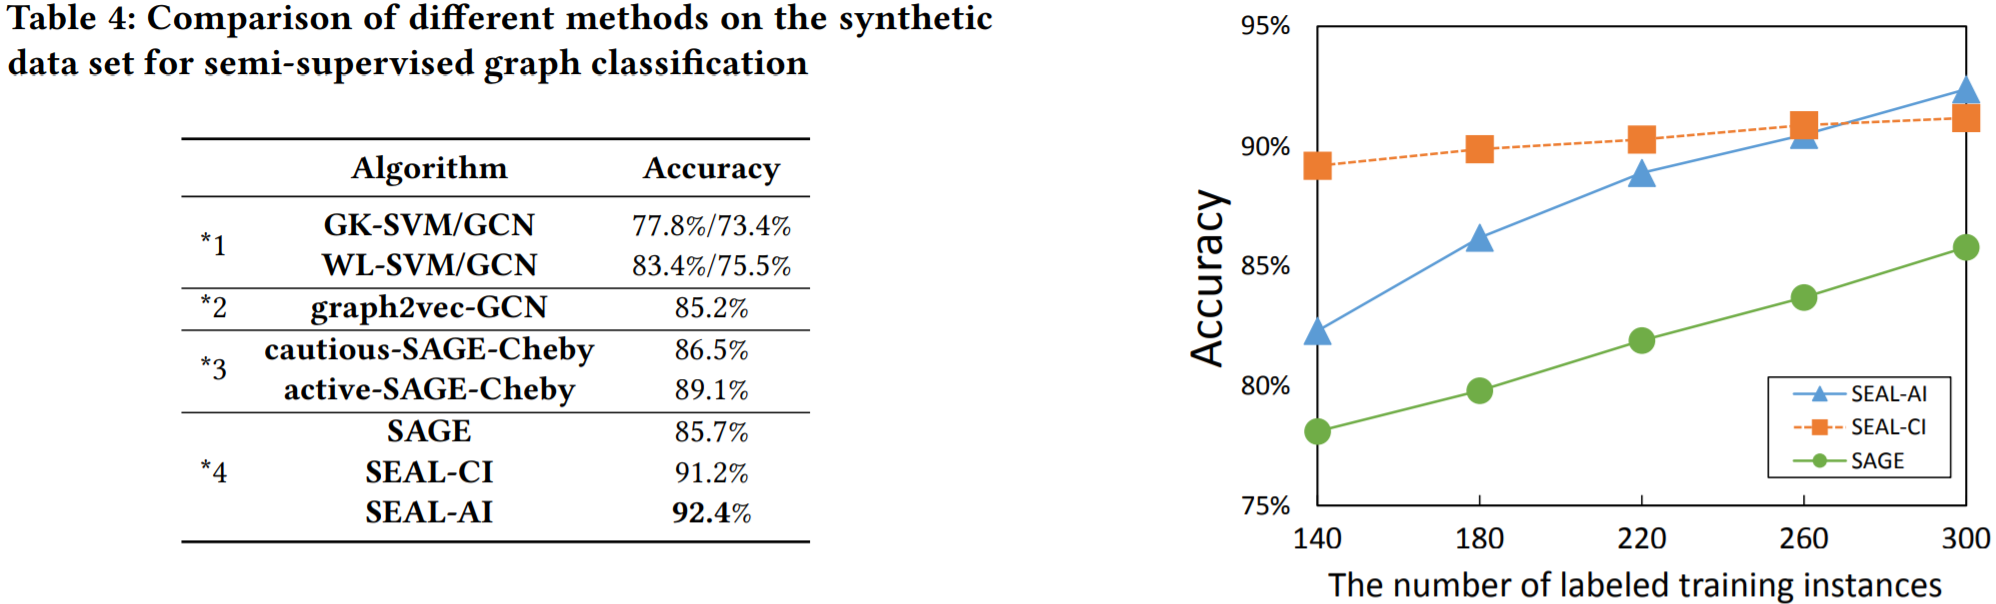 Table 4: Comparison of different methods on the synthetic
data set for semi-supervised graph classification
Algorithm Accuracy
*1 GK-SVM/GCN 77.8%/73.4%
WL-SVM/GCN 83.4%/75.5%
*2 graph2vec-GCN 85.2%
*3 cautious-SAGE-Cheby 86.5%
active-SAGE-Cheby 89.1%
*4 SAGE 85.7%
SEAL-CI 91.2%
SEAL-AI 92.4%
95%
90%
85%
80%
75%
Accuracy
SEAL-AI
SEAL-CI
SAGE
140 180 220 260 300
The number of labeled training instances